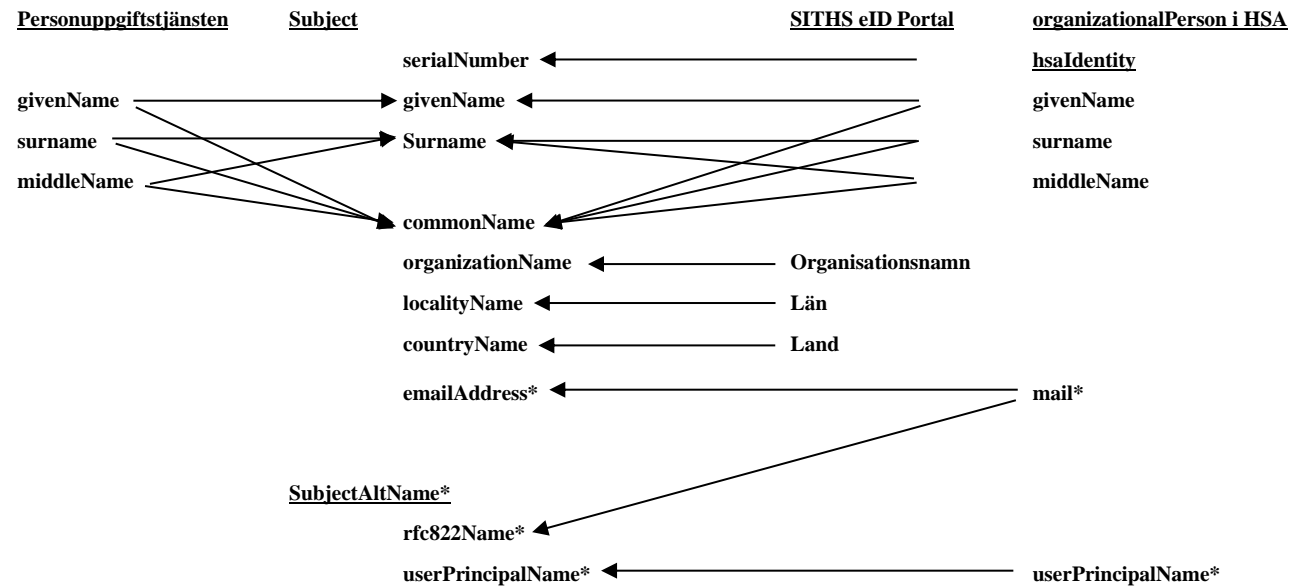 Personuppgiftstjänsten Subject SITHS eID Portal organizationalPerson i HSA
serialNumber hsaIdentity
givenName givenName givenName
surname Surname surname
middleName middleName
commonName
organizationName Organisationsnamn
localityName Län
countryName Land
emailAddress* mail*
SubjectAltName*
rfc822Name*
userPrincipalName* userPrincipalName*